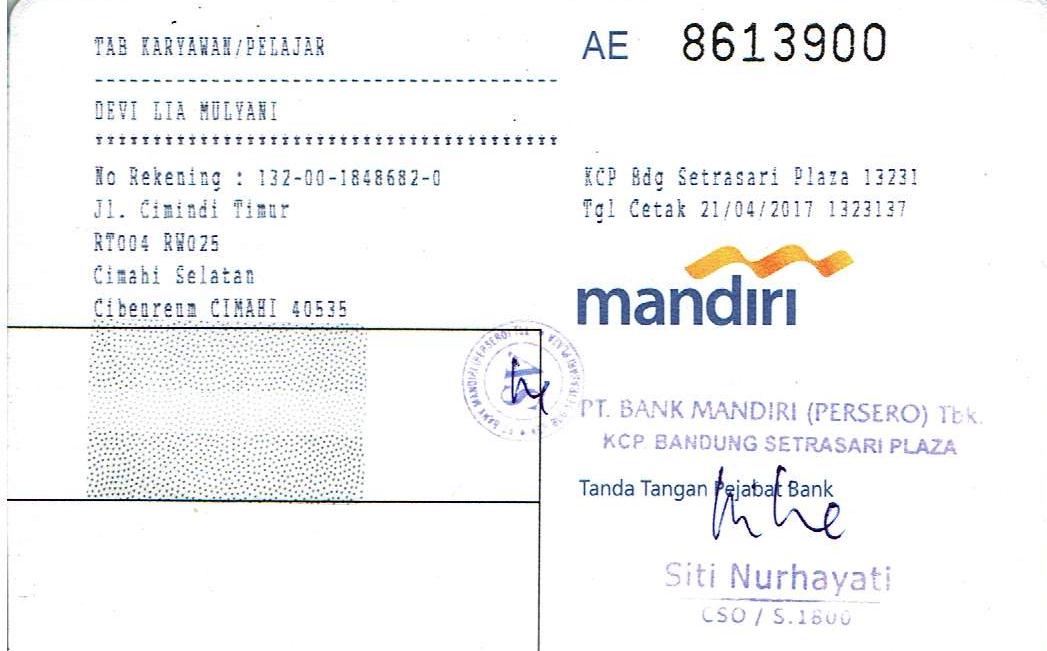 TAB KARYAWAN/PELAJAR
DEVI LIA MULYANI
No Rekening : 132-00-1848682-0
Jl. Cimindi Timur
RT004 RW025
Cimahi Selatan
Cibeureum CIMAHI 40535
AE 8613900
KCP Bdg Setrasari Plaza 13231
Tgl Cetak 21/04/2017 1323137
mandiri
PT. BANK MANDIRI (PERSERO) Tbk.
KCP BANDUNG SETRASARI PLAZA
Tanda Tangan Pejabat Bank
Siti Nurhayati
CSO / S.1800